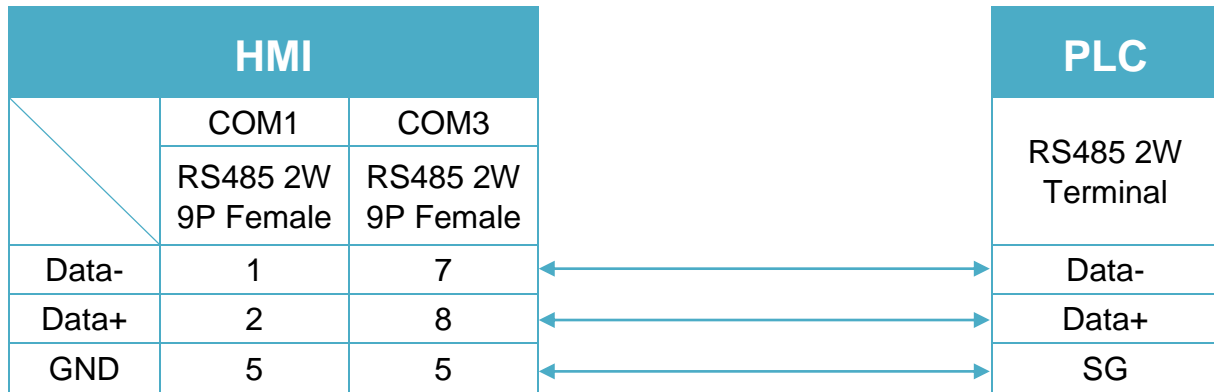 HMI PLC
COM1 COM3
RS485 2W RS485 2W
9P Female 9P Female
RS485 2W
Terminal
Data- 1 7 Data-
Data+ 2 8 Data+
GND 5 5 SG